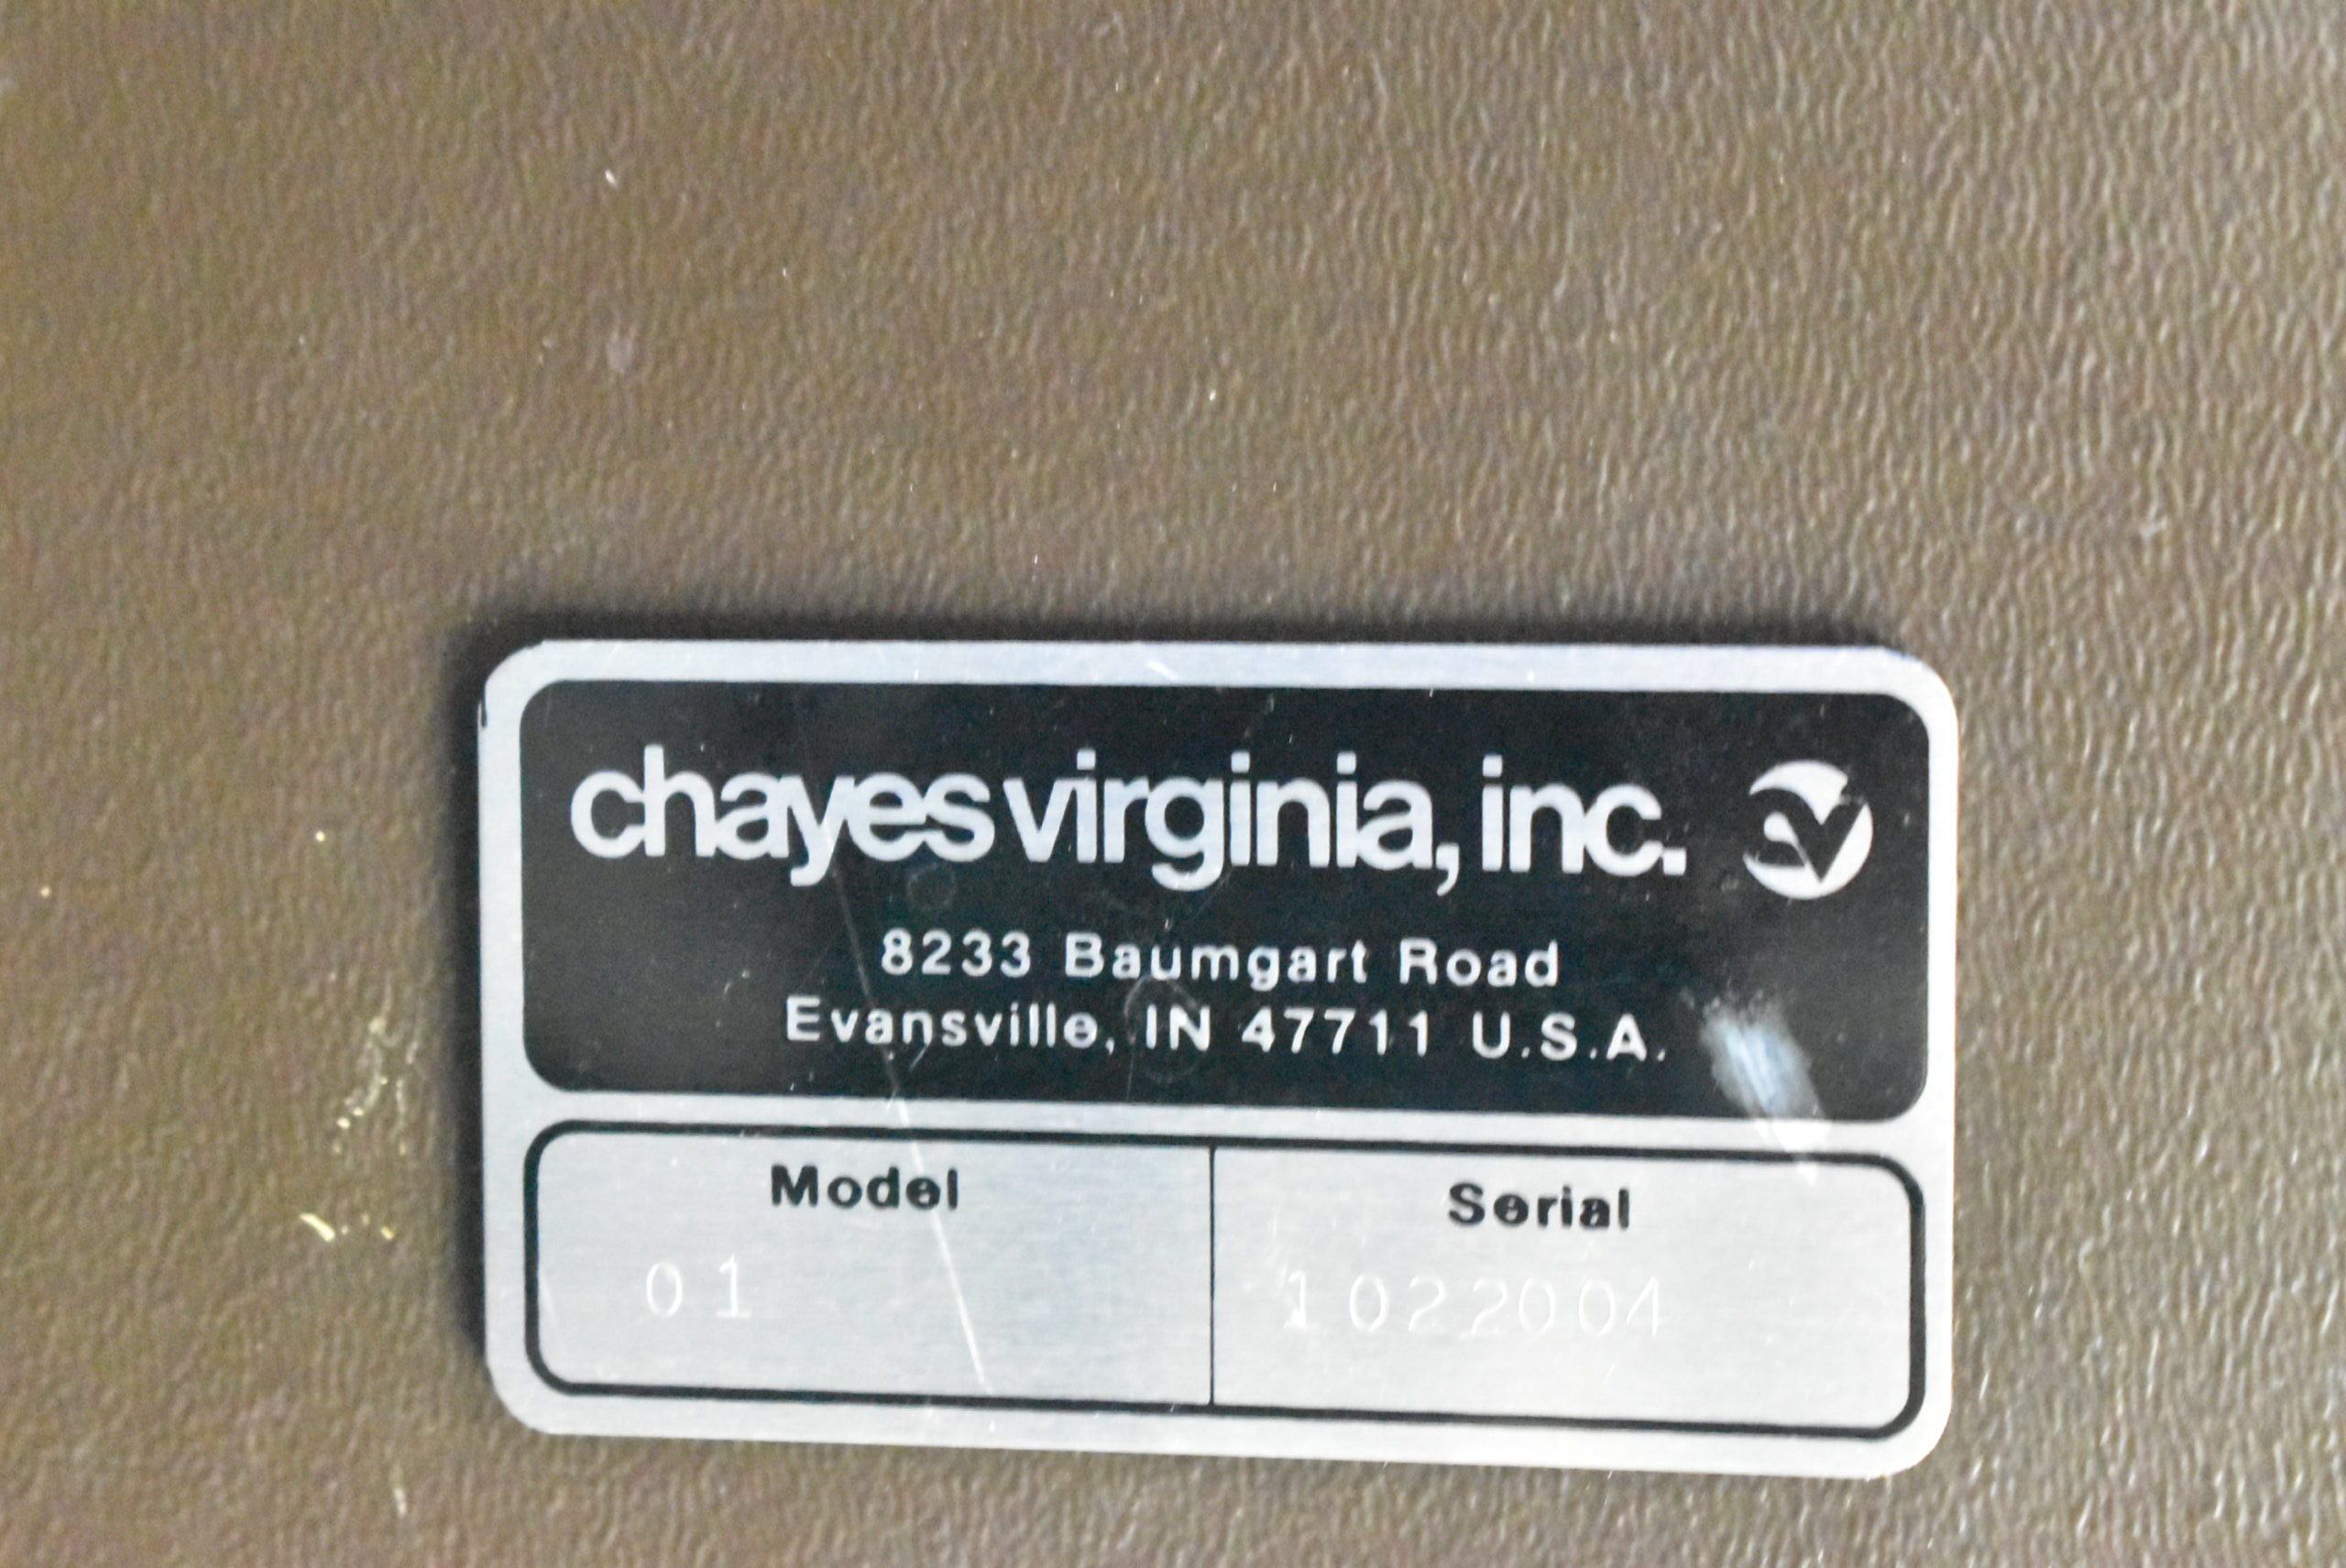 chayes virginia, inc.
8233 Baumgart Road
Evansville, IN 47711 U.S.A.
Model
Serial
01
1022004